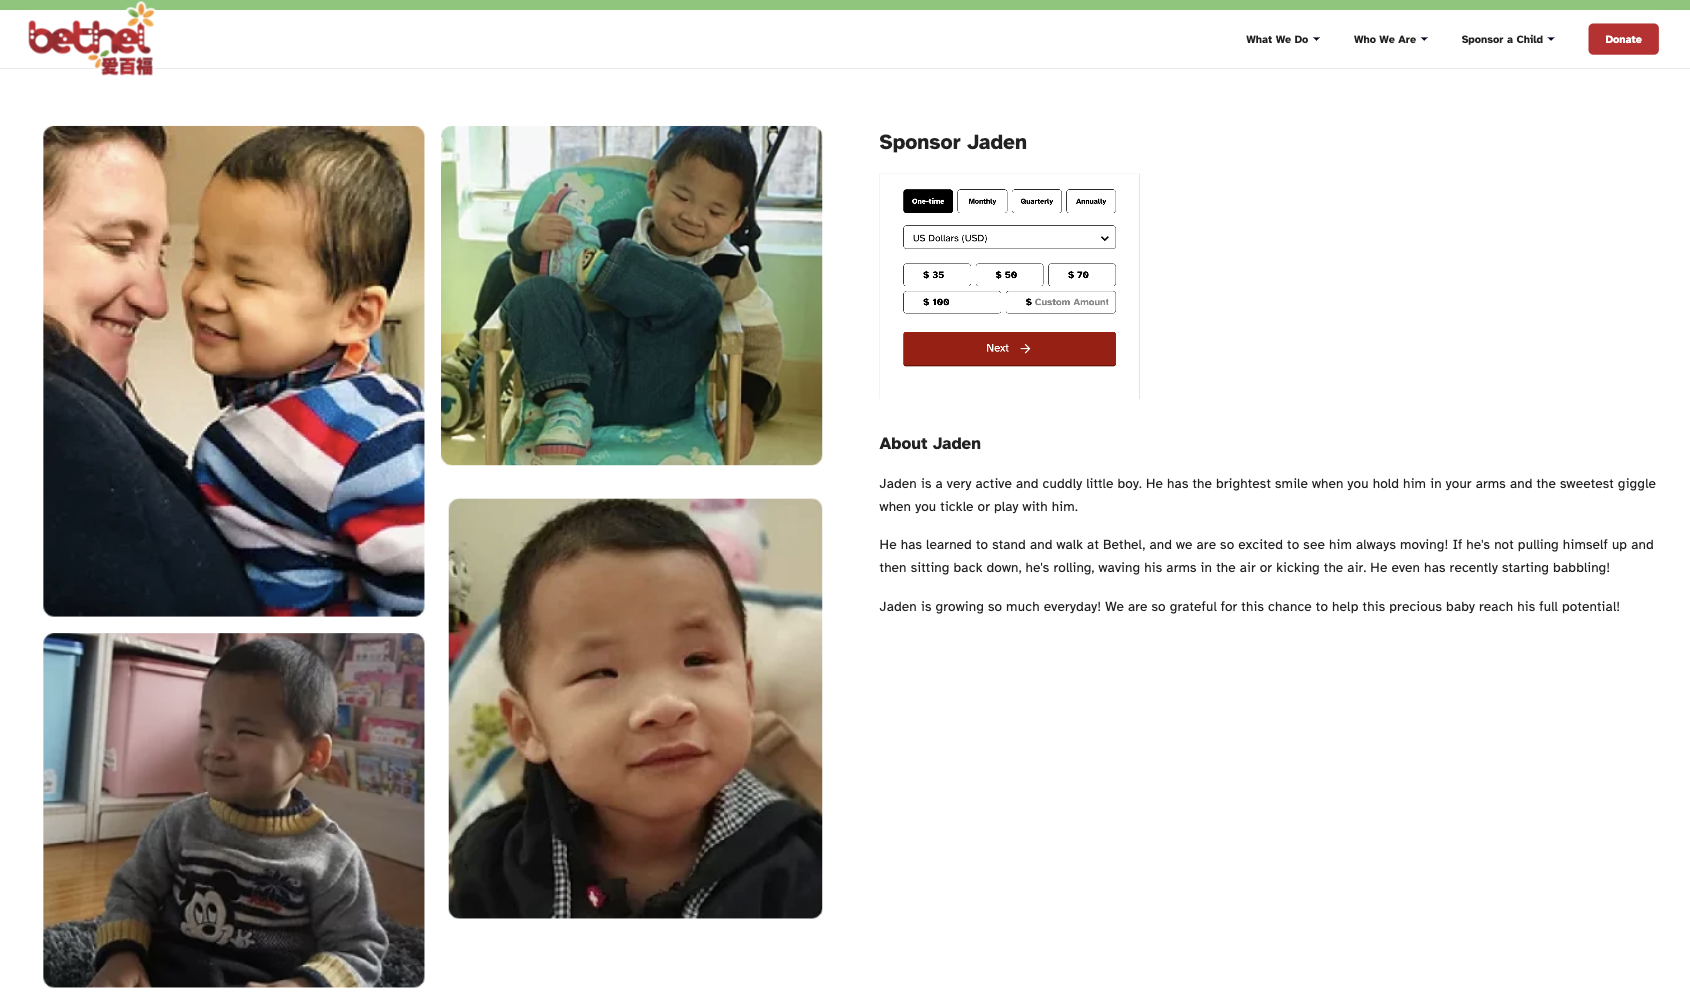 bethel
爱百福
What We Do
Who We Are
Sponsor a Child
Donate
Sponsor Jaden
One-time
Monthly
Quarterly
Annually
US Dollars (USD)
$ 35
$ 50
$ 70
$ 100
$ Custom Amount
Next →
About Jaden
Jaden is a very active and cuddly little boy. He has the brightest smile when you hold him in your arms and the sweetest giggle
when you tickle or play with him.
He has learned to stand and walk at Bethel, and we are so excited to see him always moving! If he's not pulling himself up and
then sitting back down, he's rolling, waving his arms in the air or kicking the air. He even has recently starting babbling!
Jaden is growing so much everyday! We are so grateful for this chance to help this precious baby reach his full potential!